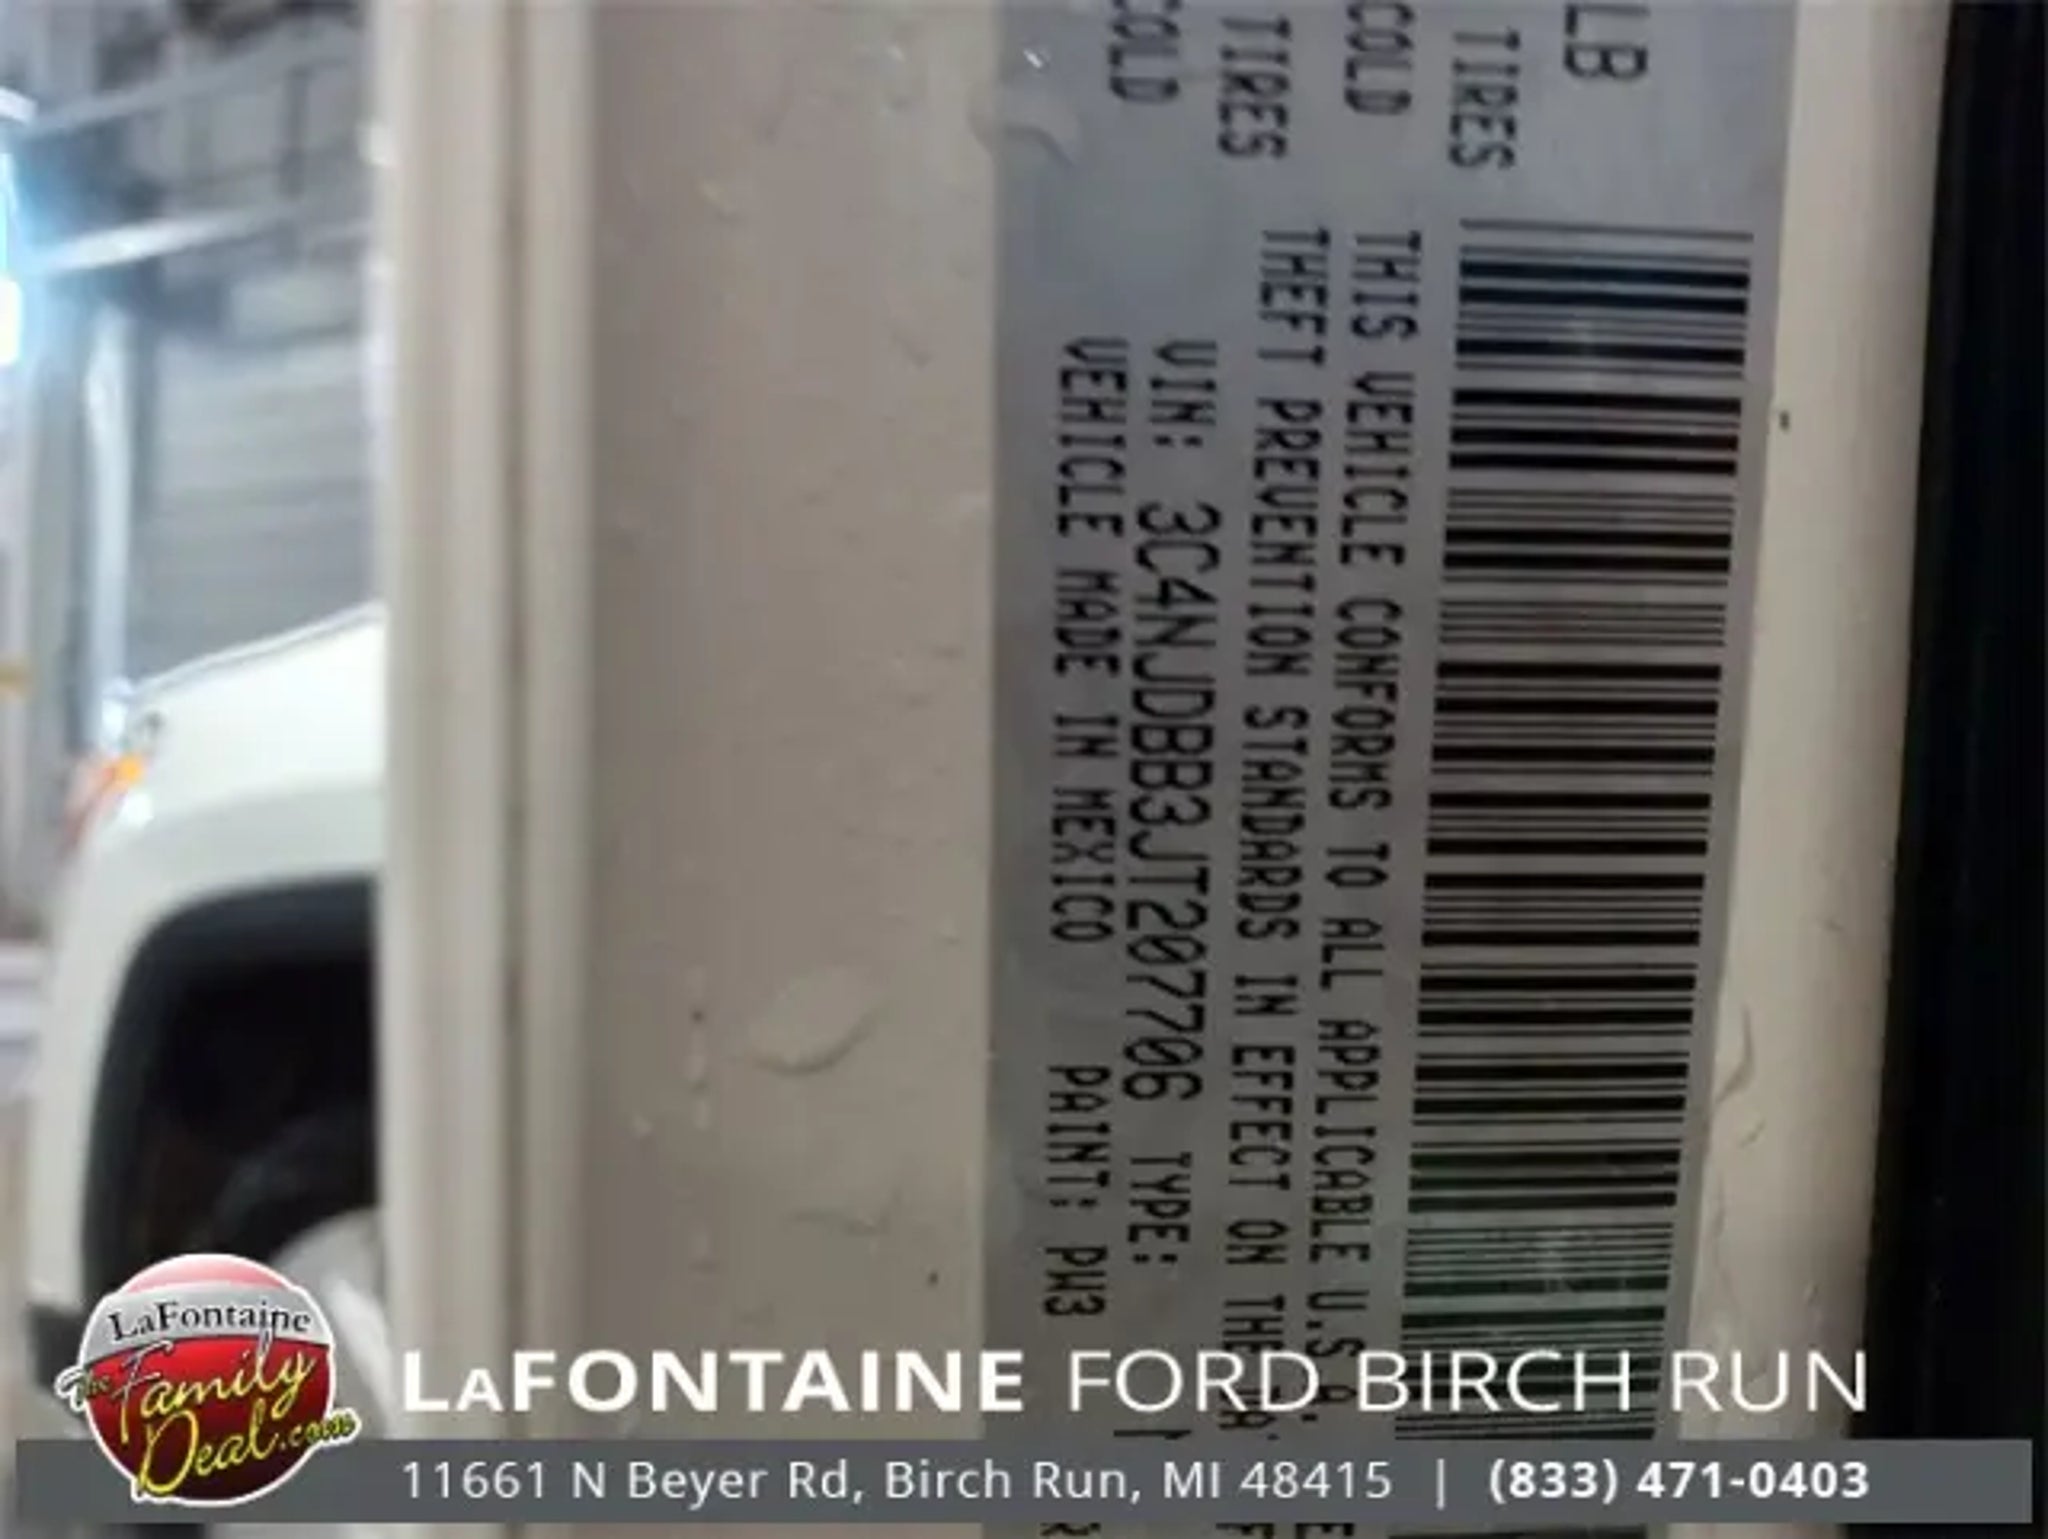 LB
TIRES
COLD
TIRES
COLD
THIS VEHICLE CONFORMS TO ALL APPLICABLE U.S.A.
THEFT PREVENTION STANDARDS IN EFFECT ON THE
VIN: 3C4NJDBB3JT207706 TYPE:
VEHICLE MADE IN MEXICO PAINT: PW3
LaFontaine
The Family
Deal.com
LAFONTAINE FORD BIRCH RUN
11661 N Beyer Rd, Birch Run, MI 48415 | (833) 471-0403